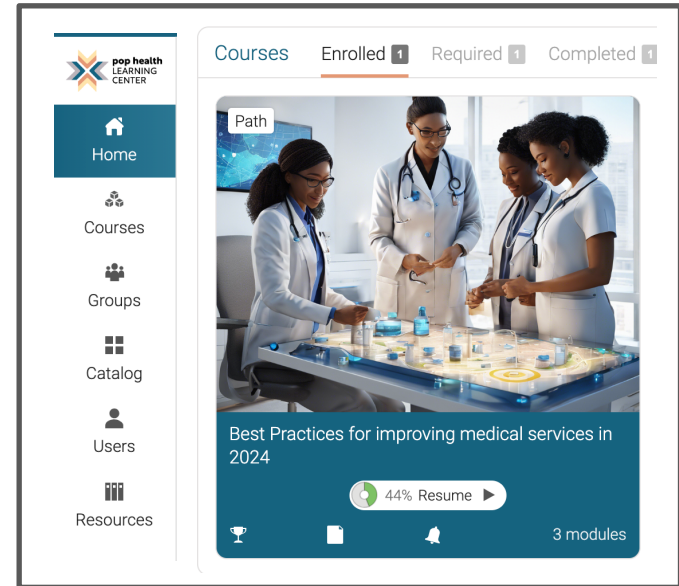 pop health
LEARNING
CENTER
Home
Courses
Groups
Catalog
Users
Resources
Courses Enrolled 1 Required 1 Completed 1
Path
Best Practices for improving medical services in
2024
44% Resume
3 modules